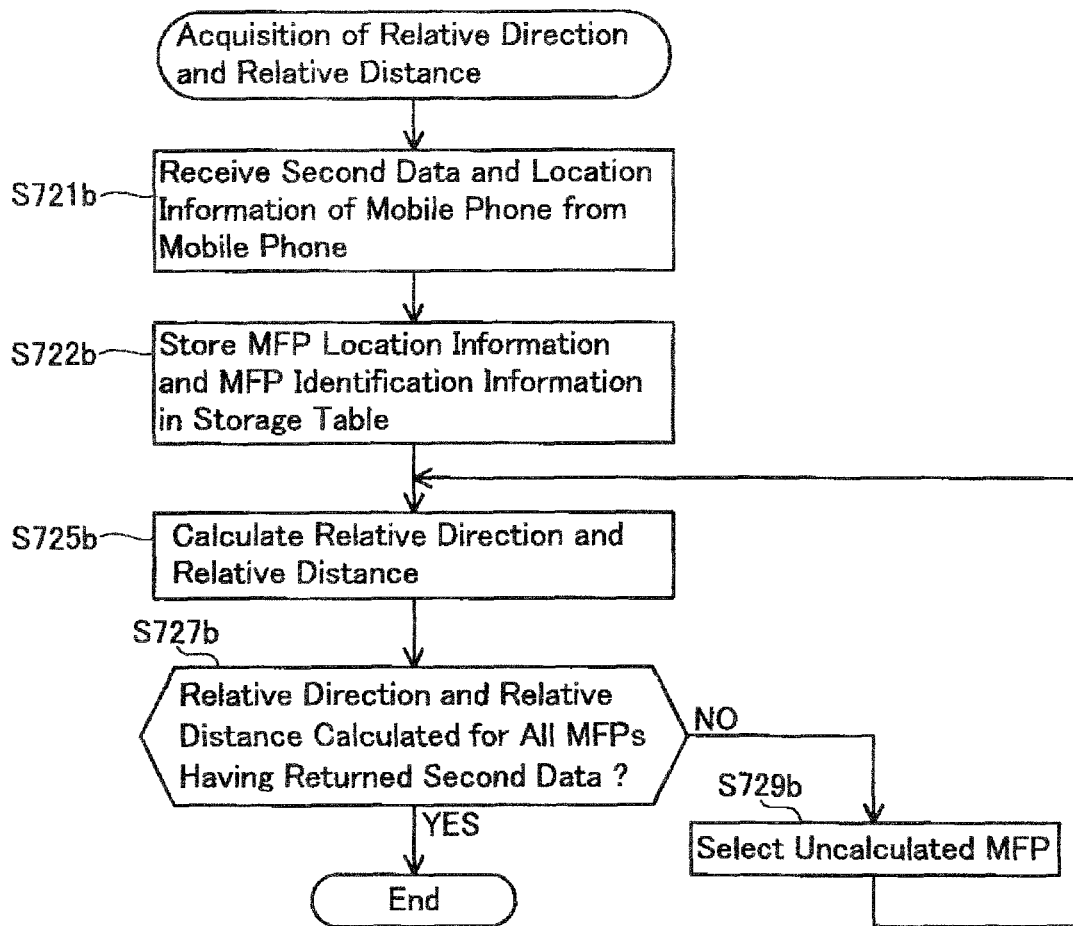 Acquisition of Relative Direction
and Relative Distance
S721b
Receive Second Data and Location
Information of Mobile Phone from
Mobile Phone
S722b
Store MFP Location Information
and MFP Identification Information
in Storage Table
S725b
Calculate Relative Direction and
Relative Distance
S727b
Relative Direction and Relative
Distance Calculated for All MFPs
Having Returned Second Data ?
NO
S729b
Select Uncalculated MFP
YES
End